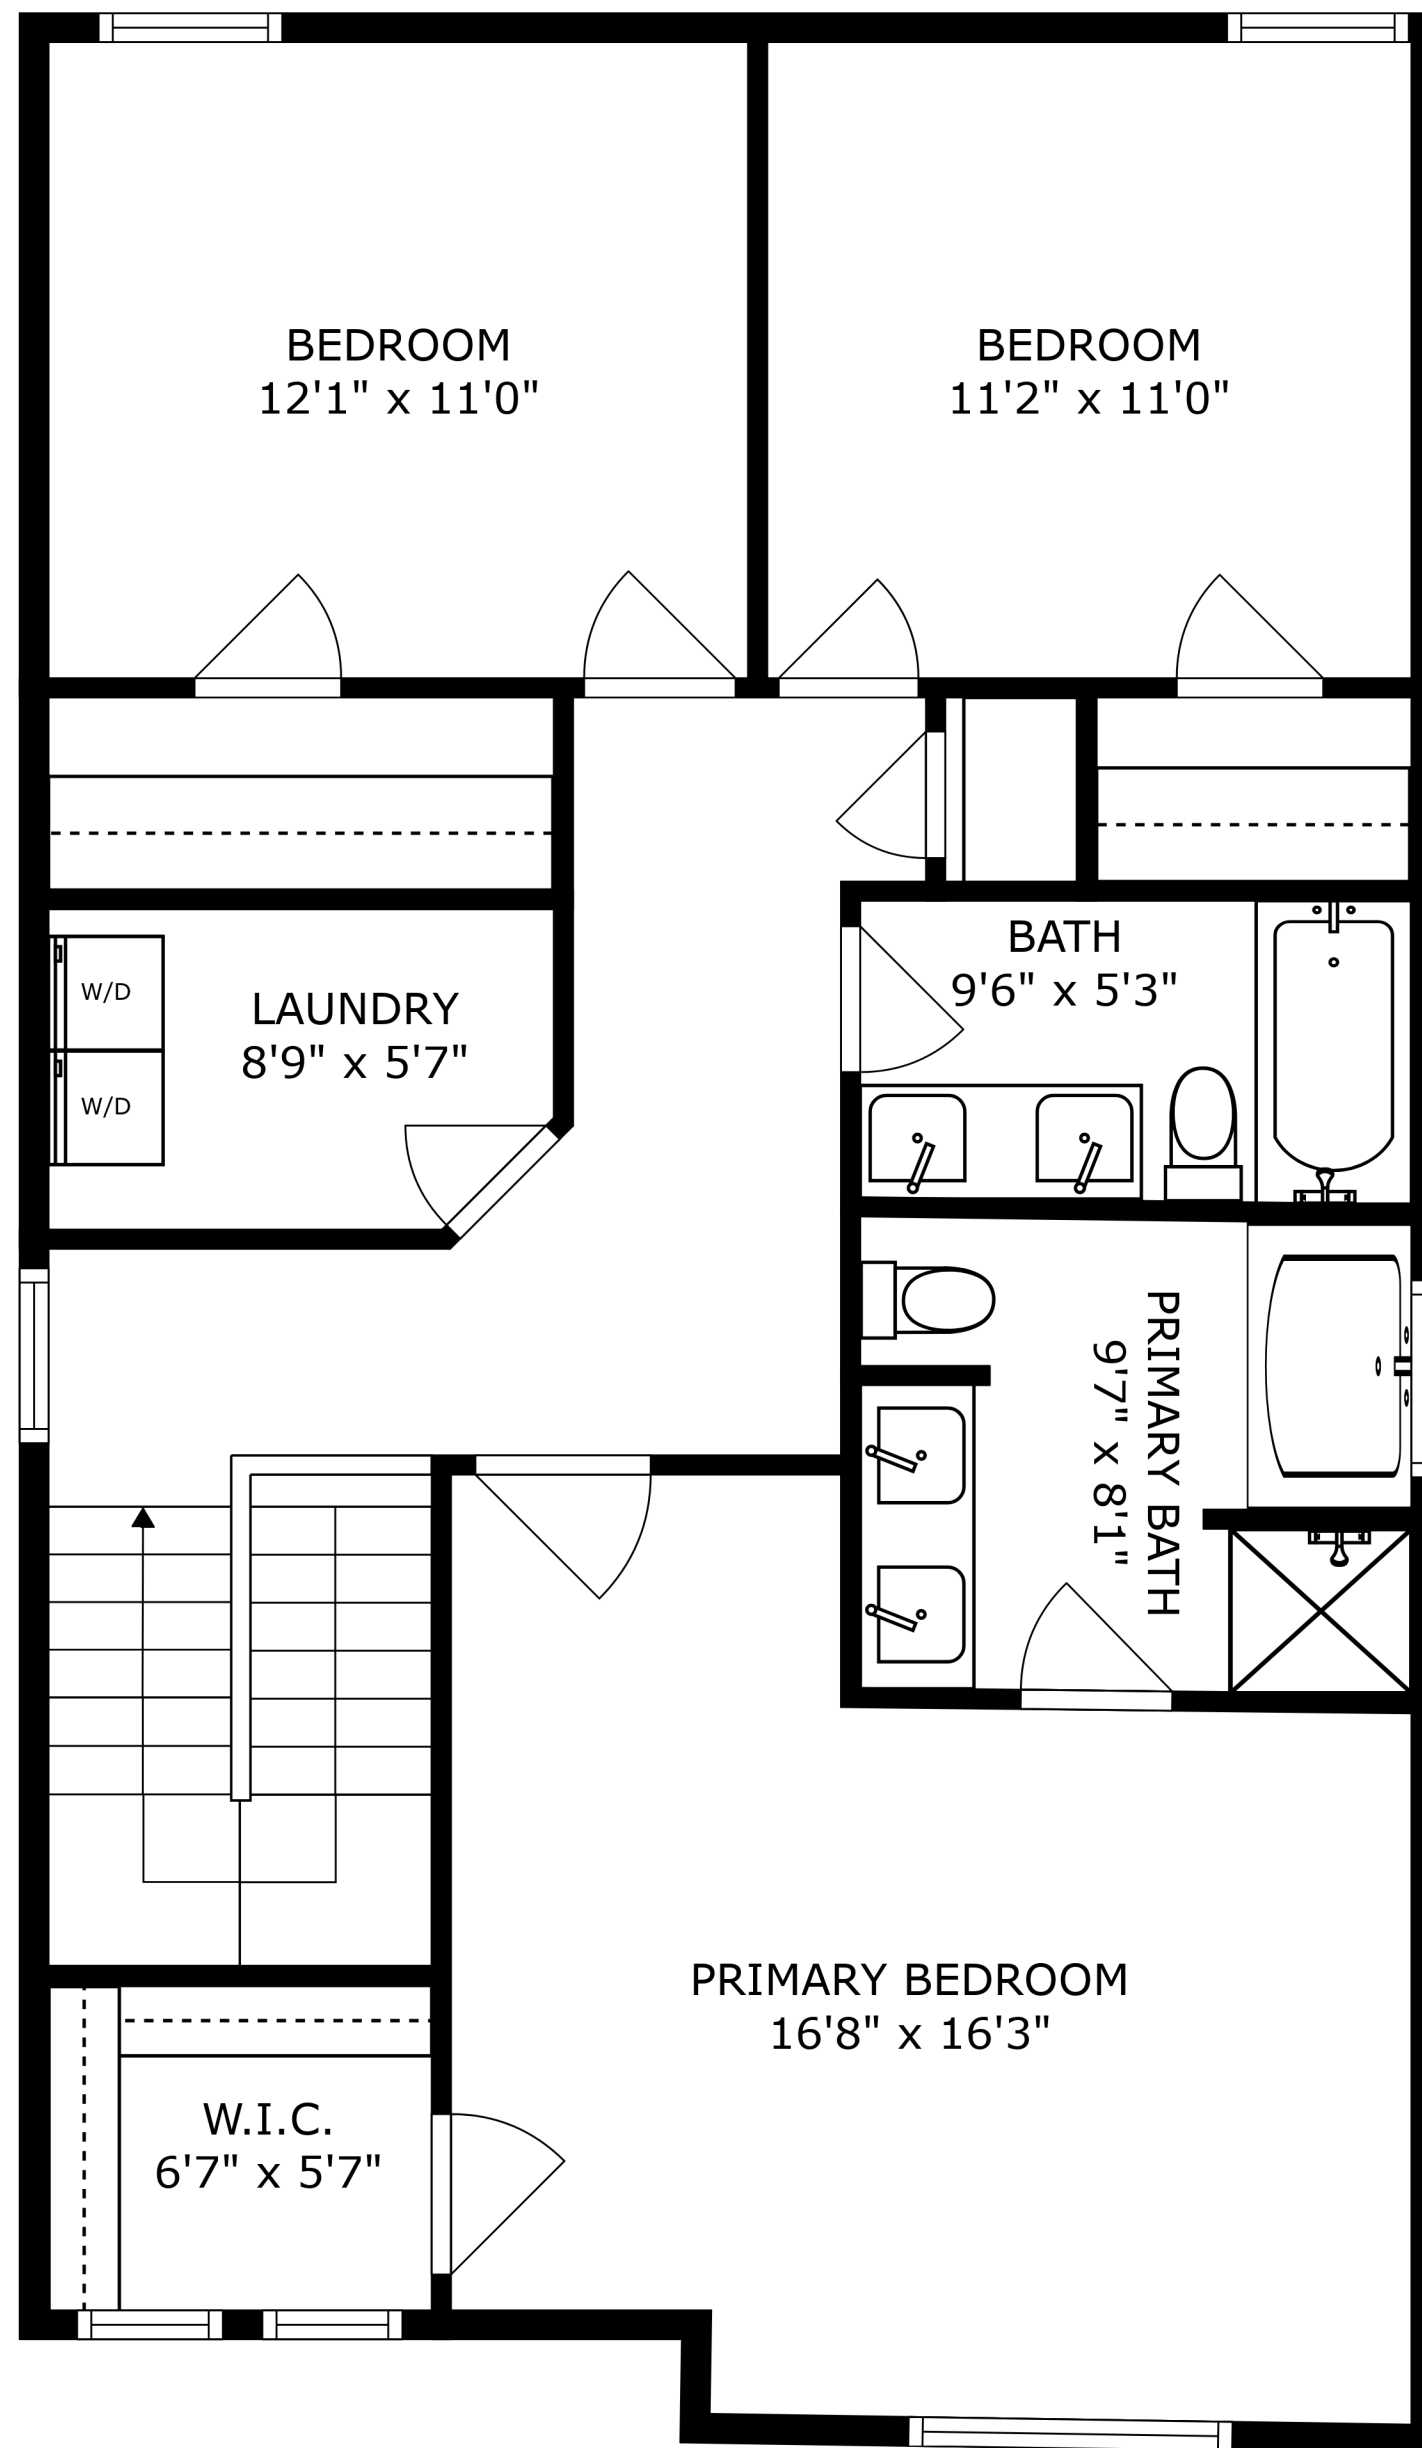 BEDROOM
12'1" x 11'0"
BEDROOM
11'2" x 11'0"
BATH
9'6" x 5'3"
W/D
LAUNDRY
8'9" x 5'7"
W/D
PRIMARY BATH
9'7" x 8'1"
PRIMARY BEDROOM
16'8" x 16'3"
W.I.C.
6'7" x 5'7"